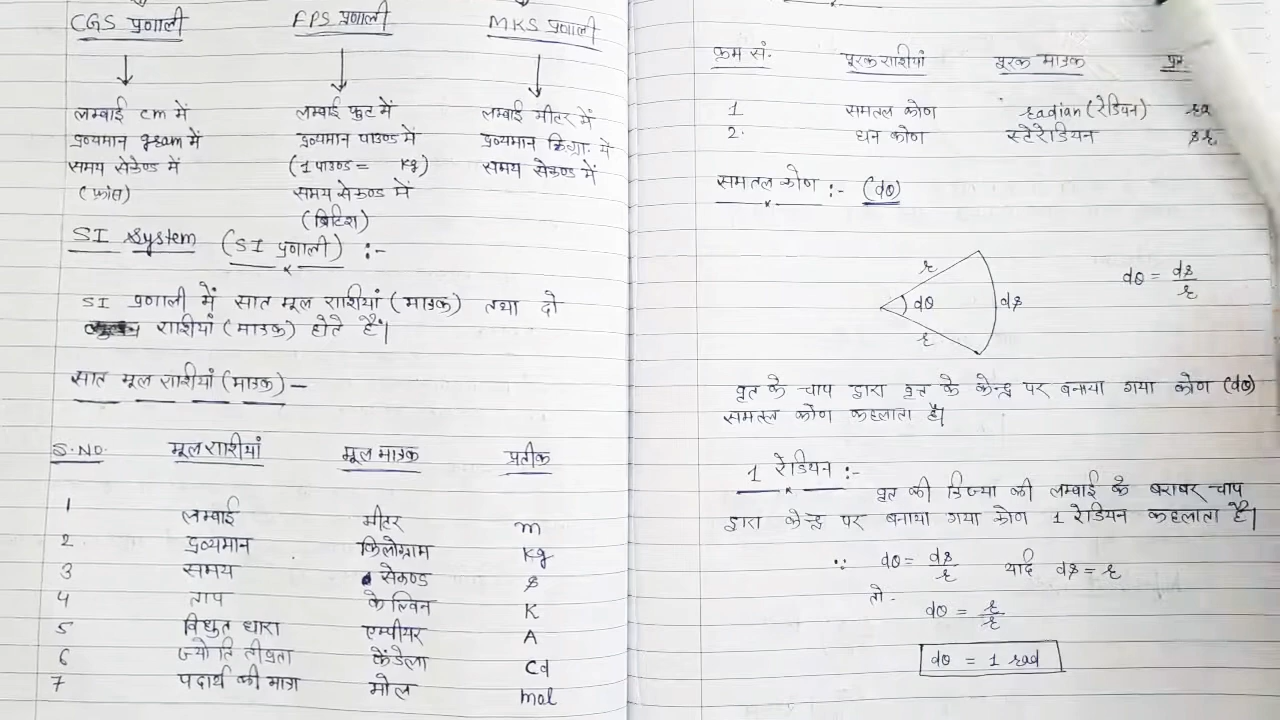 CGS प्रणाली
FPS प्रणाली
MKS प्रणाली
लम्बाई cm में
द्रव्यमान gram में
समय सेकेण्ड में
(फ्रांस)
लम्बाई फुट में
द्रव्यमान पाउण्ड में
(1 पाउण्ड = kg)
समय सेकण्ड में
(ब्रिटिश)
लम्बाई मीटर में
द्रव्यमान किग्रा. में
समय सेकण्ड में
SI System (SI प्रणाली) :-
SI प्रणाली में सात मूल राशीयां (मात्रक) तथा दो
राशीयां (मात्रक) होते हैं।
सात मूल राशीयां (मात्रक) —
S.NO. मूल राशीयां मूल मात्रक प्रतीक
1 लम्बाई मीटर m
2 द्रव्यमान किलोग्राम Kg
3 समय सेकण्ड s
4 ताप केल्विन K
5 विधुत धारा एम्पीयर A
6 ज्योति तीव्रता केंडेला Cd
7 पदार्थ की मात्रा मोल mol
क्रम सं. पूरक राशीयां पूरक मात्रक
1 समतल कोण radian (रेडियन)
2. घन कोण स्टेरेडियन
समतल कोण :- (dθ)
r
dθ
ds
r
dθ = ds/r
वृत के चाप द्वारा वृत के केन्द्र पर बनाया गया कोण (dθ)
समतल कोण कहलाता है।
1 रेडियन :-
वृत की त्रिज्या की लम्बाई के बराबर चाप
द्वारा केन्द्र पर बनाया गया कोण 1 रेडियन कहलाता है।
∵ dθ = ds/r यदि ds = r
तो.
dθ = r/r
dθ = 1 rad